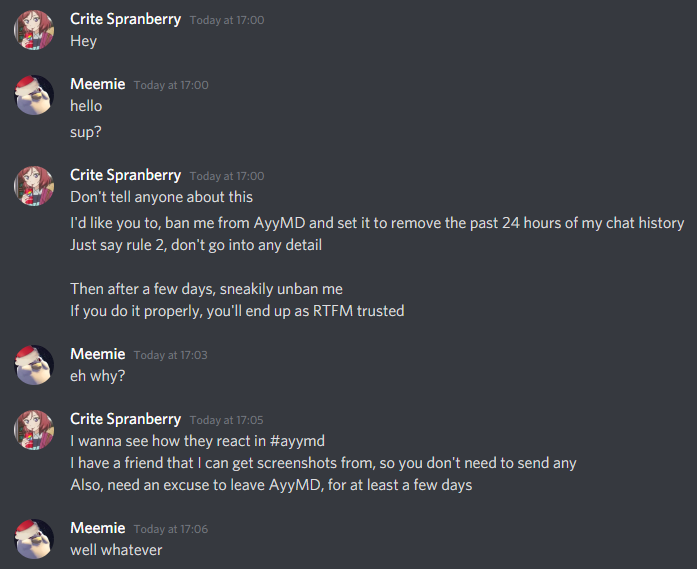 Crite Spranberry Today at 17:00
Hey
Meemie Today at 17:00
hello
sup?
Crite Spranberry Today at 17:00
Don't tell anyone about this
I'd like you to, ban me from AyyMD and set it to remove the past 24 hours of my chat history
Just say rule 2, don't go into any detail
Then after a few days, sneakily unban me
If you do it properly, you'll end up as RTFM trusted
Meemie Today at 17:03
eh why?
Crite Spranberry Today at 17:05
I wanna see how they react in #ayymd
I have a friend that I can get screenshots from, so you don't need to send any
Also, need an excuse to leave AyyMD, for at least a few days
Meemie Today at 17:06
well whatever